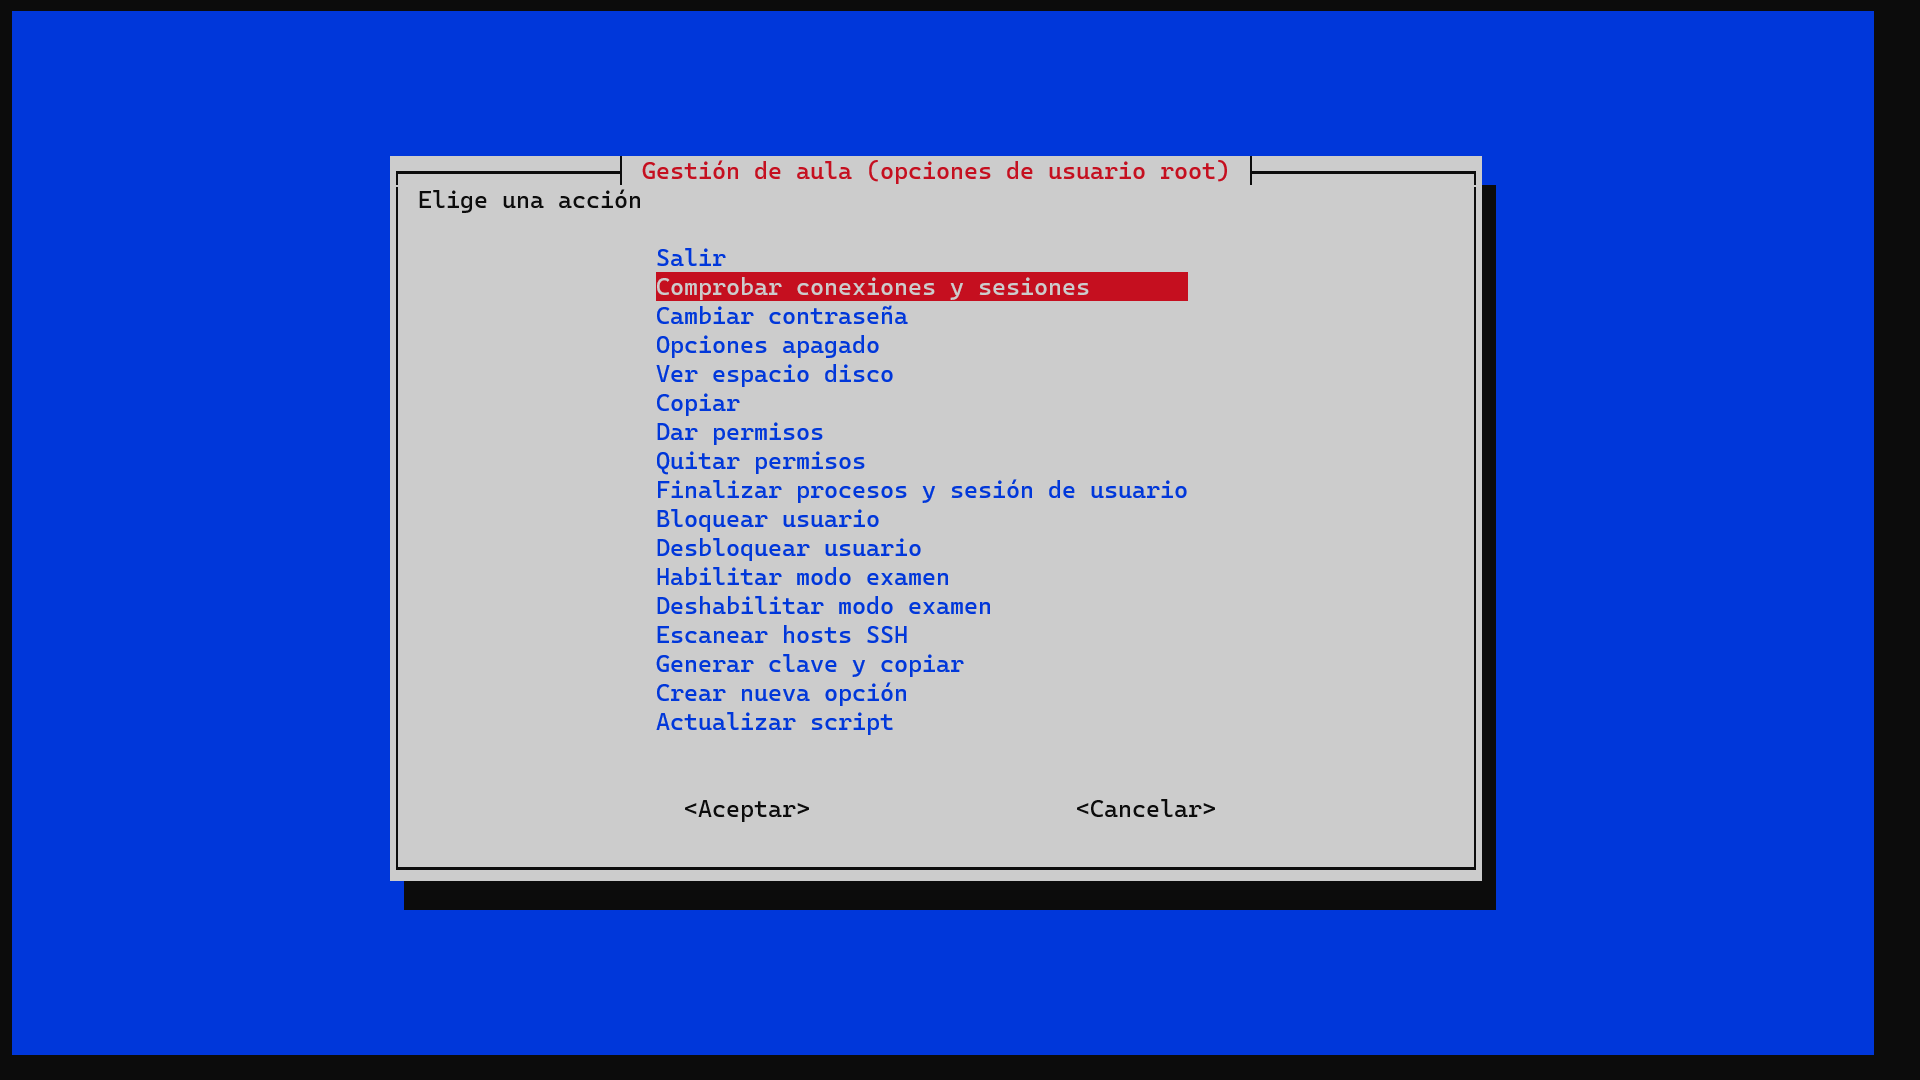 Gestión de aula (opciones de usuario root)
Elige una acción
Salir
Comprobar conexiones y sesiones
Cambiar contraseña
Opciones apagado
Ver espacio disco
Copiar
Dar permisos
Quitar permisos
Finalizar procesos y sesión de usuario
Bloquear usuario
Desbloquear usuario
Habilitar modo examen
Deshabilitar modo examen
Escanear hosts SSH
Generar clave y copiar
Crear nueva opción
Actualizar script
<Aceptar> <Cancelar>